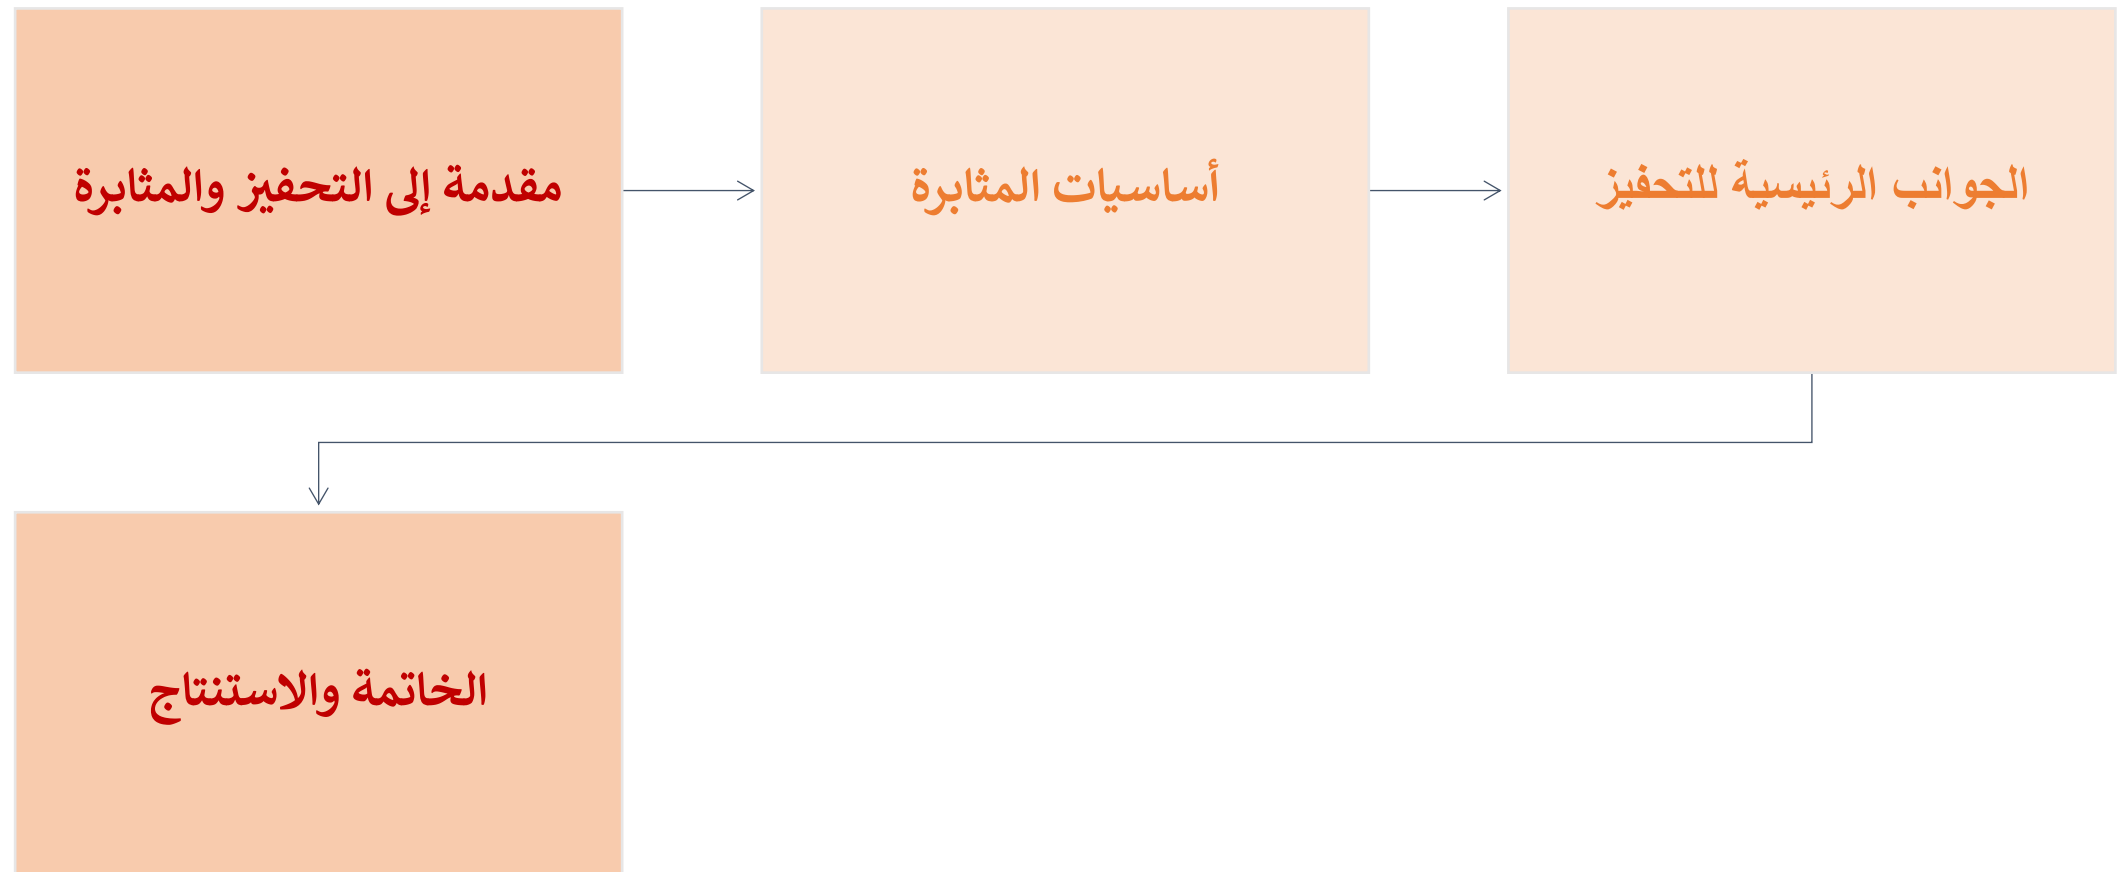 مقدمة إلى التحفيز والمثابرة
أساسيات المثابرة
الجوانب الرئيسية للتحفيز
الخاتمة والاستنتاج